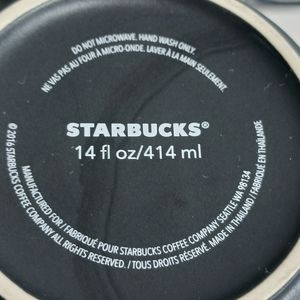 DO NOT MICROWAVE. HAND WASH ONLY.
NE VAS PAS AU FOUR À MICRO-ONDE. LAVER À LA MAIN SEULEMENT.
STARBUCKS®
14 fl oz/414 ml
©2016 STARBUCKS COFFEE COMPANY. ALL RIGHTS RESERVED. / TOUS DROITS RÉSERVÉ. MADE IN THAILAND / FABRIQUÉ EN THAÏLANDE
MANUFACTURED FOR / FABRIQUÉ POUR STARBUCKS COFFEE COMPANY SEATTLE WA 98134